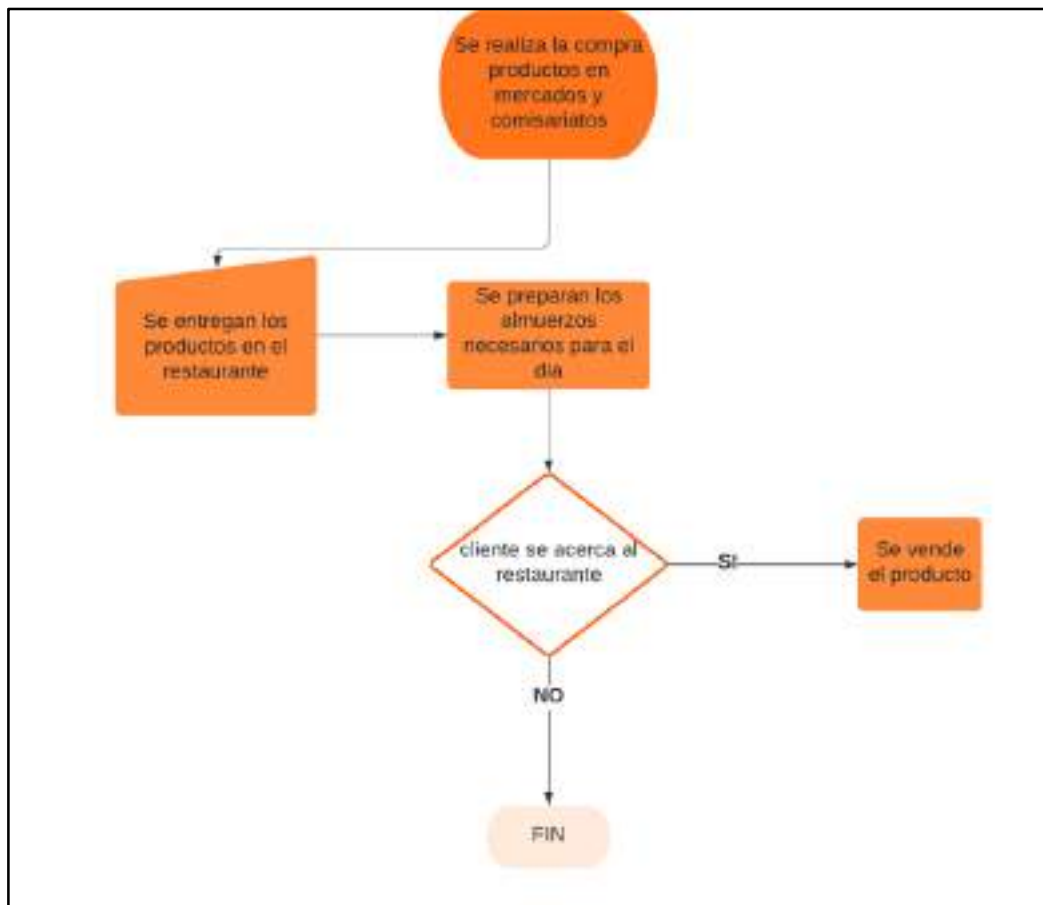 Se realiza la compra
productos en
mercados y
comisariatos
Se entregan los
productos en el
restaurante
Se preparan los
almuerzos
necesarios para el
día
cliente se acerca al
restaurante
SI
Se vende
el producto
NO
FIN